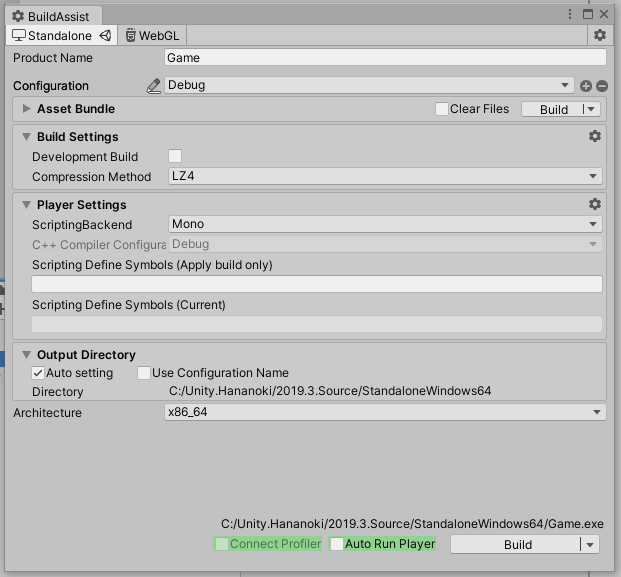 BuildAssist
Standalone WebGL
Product Name Game
Configuration Debug
Asset Bundle Clear Files Build
Build Settings
Development Build
Compression Method LZ4
Player Settings
ScriptingBackend Mono
C++ Compiler Configura Debug
Scripting Define Symbols (Apply build only)
Scripting Define Symbols (Current)
Output Directory
Auto setting Use Configuration Name
Directory C:/Unity.Hananoki/2019.3.Source/StandaloneWindows64
Architecture x86_64
C:/Unity.Hananoki/2019.3.Source/StandaloneWindows64/Game.exe
Connect Profiler Auto Run Player Build